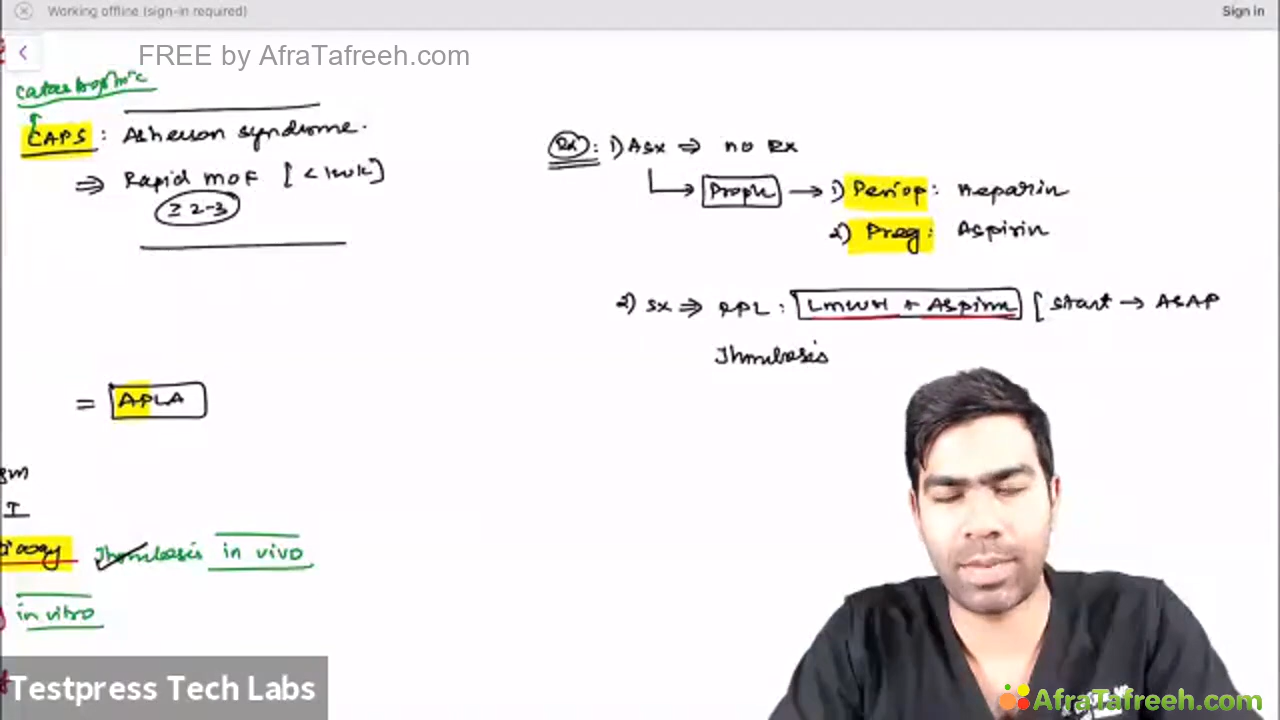 Working offline (sign-in required)
Sign in
FREE by AfraTafreeh.com
catastrophic
CAPS : Asherson syndrome.
⇒ Rapid MOF [<1wk]
≥ 2-3
= APLA
I
Thrombosis in vivo
in vitro
Rx : 1) ASx ⇒ no Rx
Proph → 1) Periop : Heparin
2) Preg : Aspirin
2) Sx ⇒ RPL : LMWH + Aspirin [ Start → ASAP
Thrombosis
Testpress Tech Labs
AfraTafreeh.com